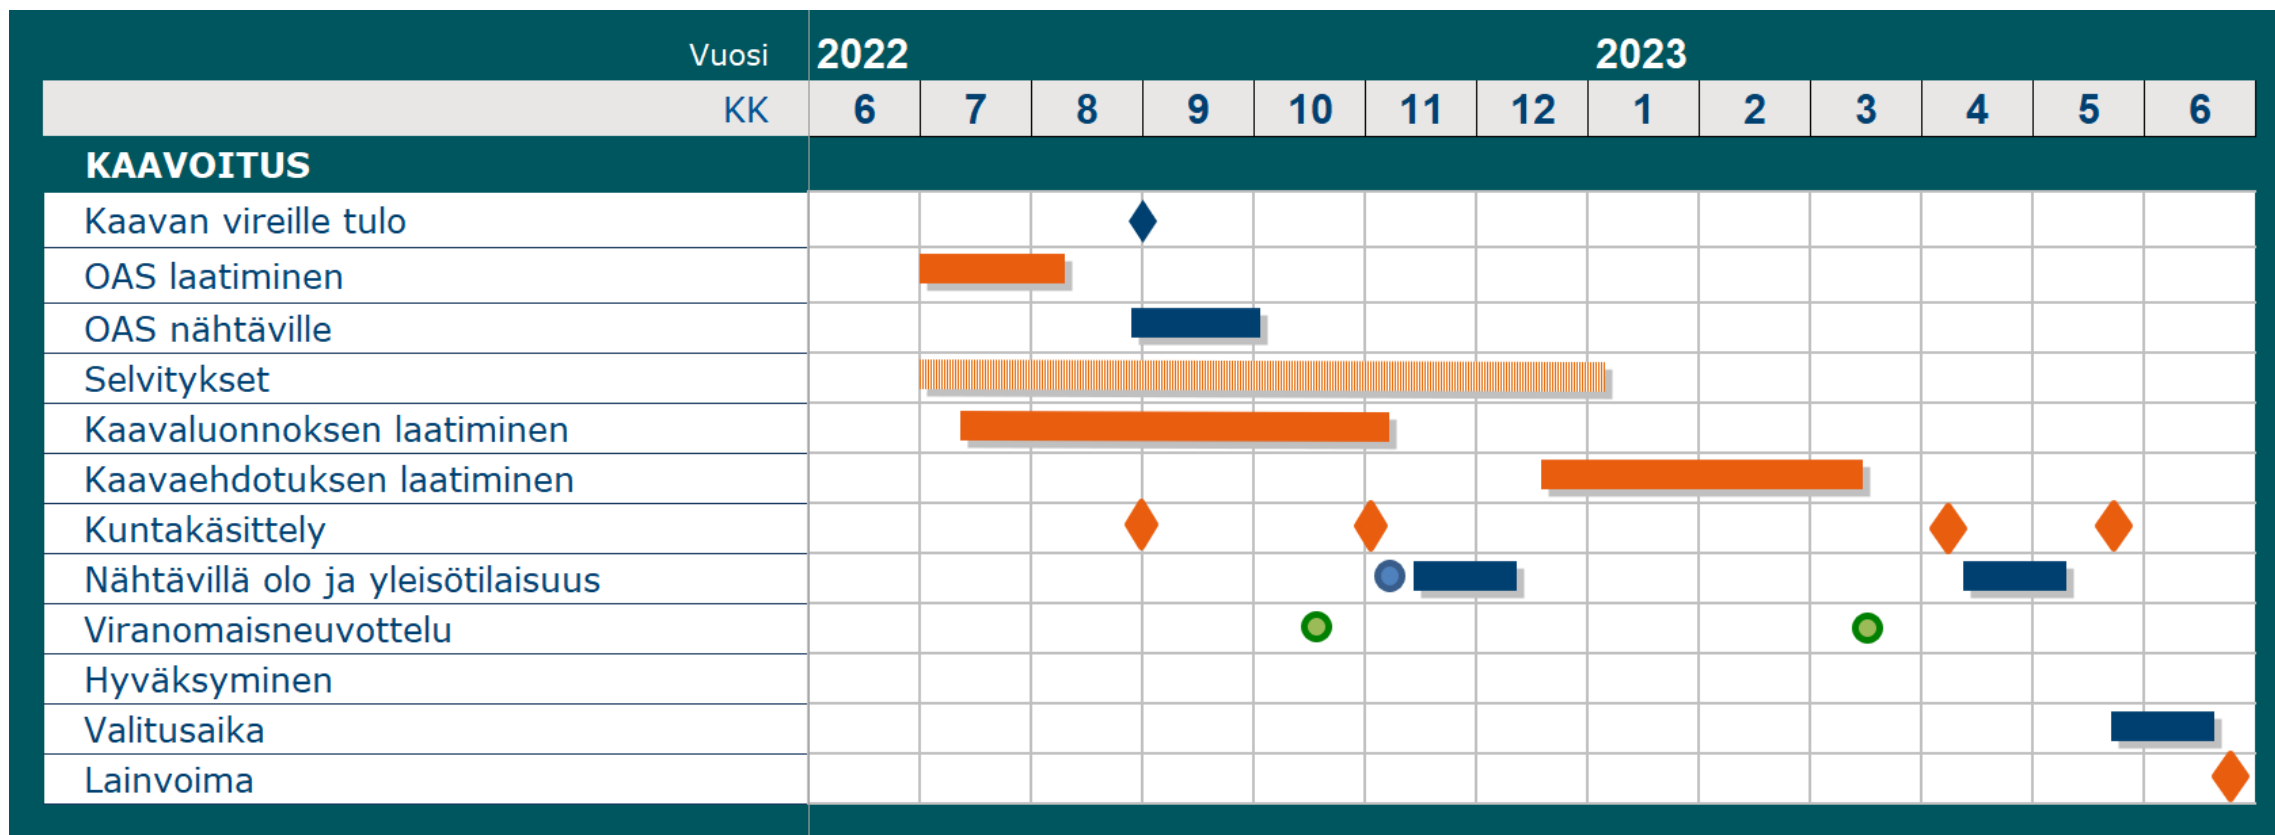 Vuosi 2022 2023
KK 6 7 8 9 10 11 12 1 2 3 4 5 6
KAAVOITUS
Kaavan vireille tulo
OAS laatiminen
OAS nähtäville
Selvitykset
Kaavaluonnoksen laatiminen
Kaavaehdotuksen laatiminen
Kuntakäsittely
Nähtävillä olo ja yleisötilaisuus
Viranomaisneuvottelu
Hyväksyminen
Valitusaika
Lainvoima